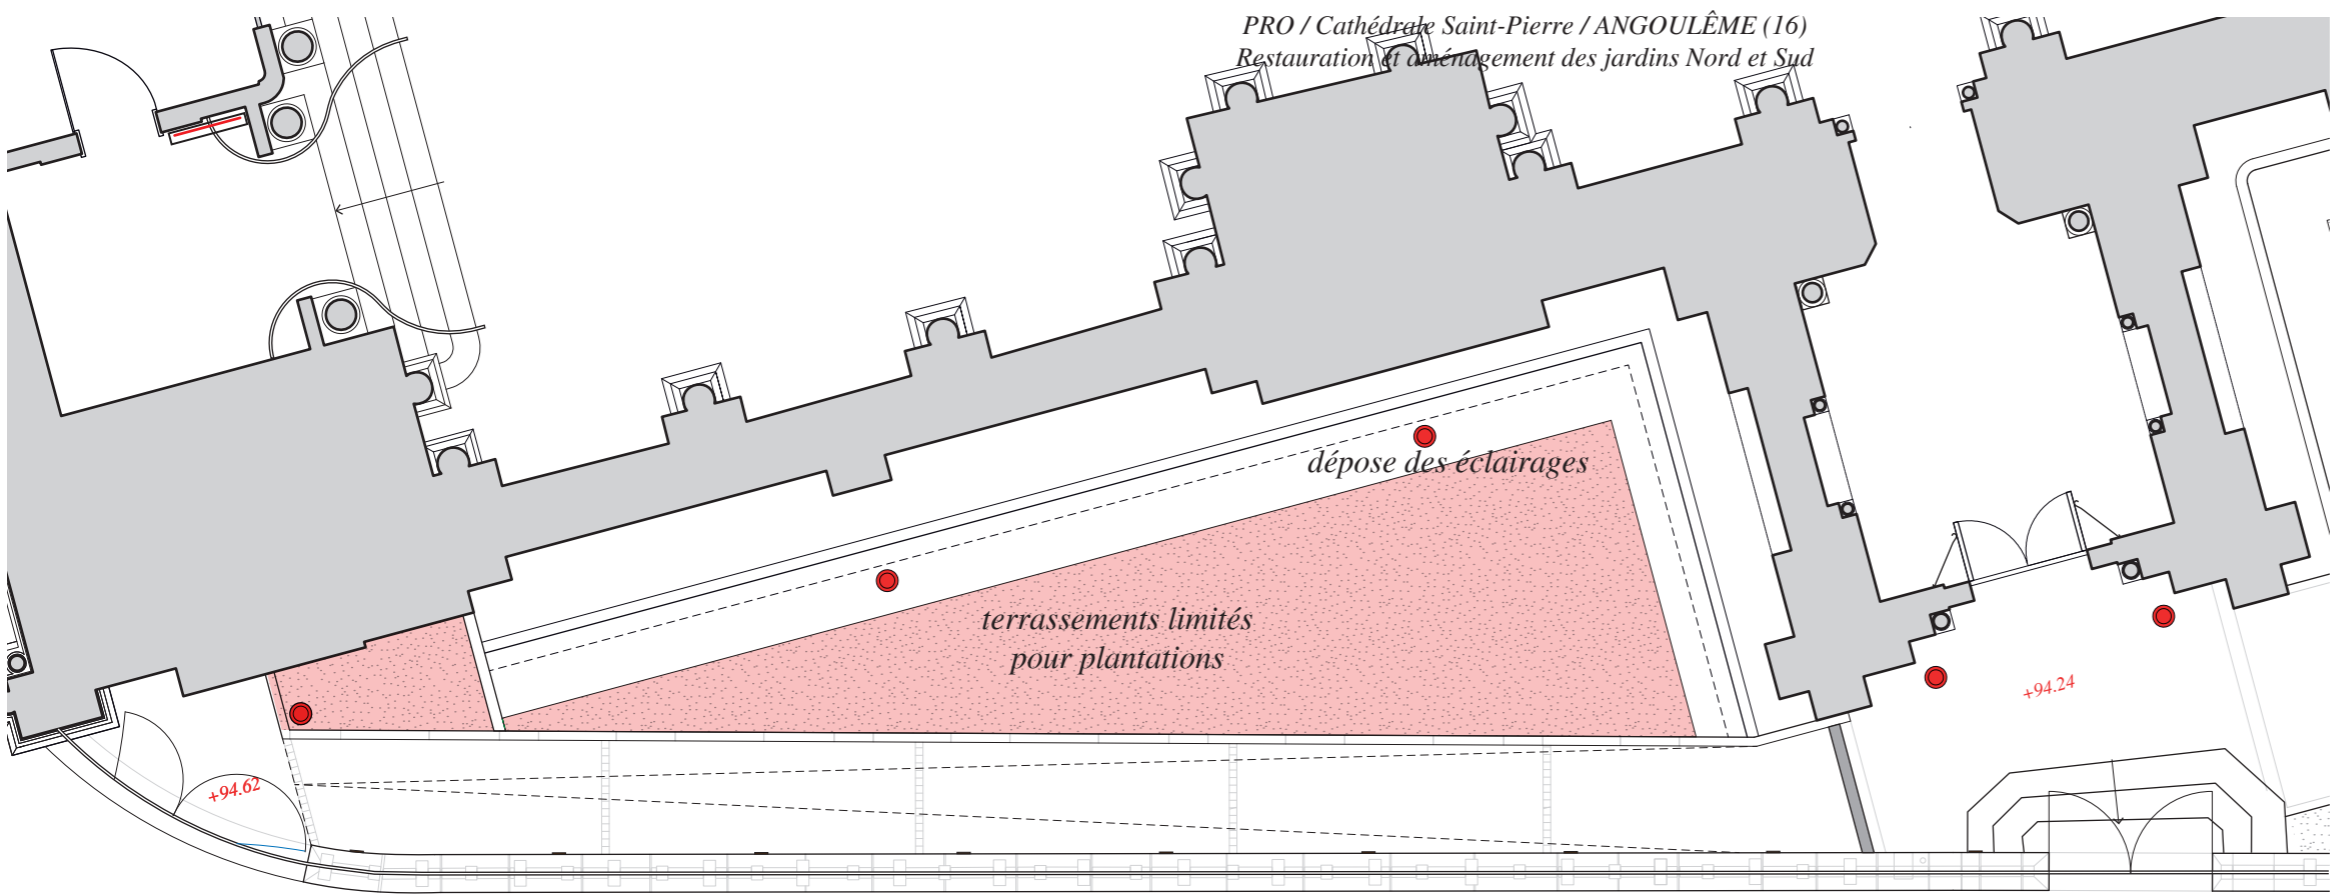 PRO / Cathédrale Saint-Pierre / ANGOULÊME (16)
Restauration et aménagement des jardins Nord et Sud
dépose des éclairages
terrassements limités
pour plantations
+94.24
+94.62